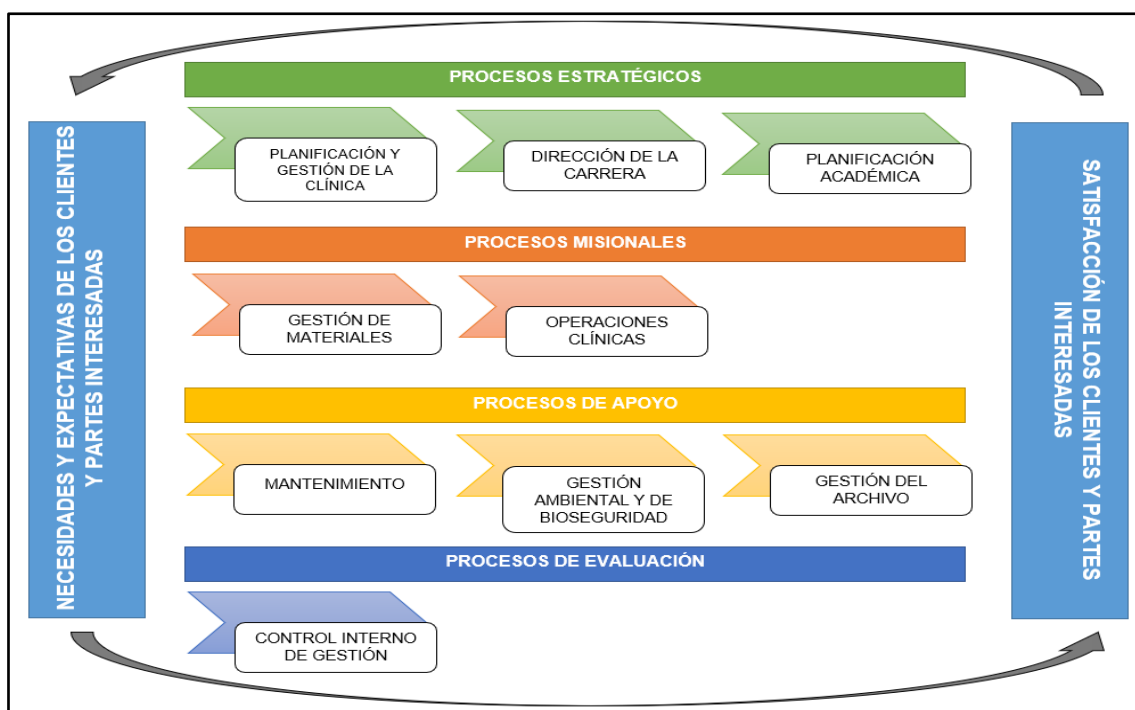 NECESIDADES Y EXPECTATIVAS DE LOS CLIENTES
Y PARTES INTERESADAS
PROCESOS ESTRATÉGICOS
PLANIFICACIÓN Y
GESTIÓN DE LA
CLÍNICA
DIRECCIÓN DE LA
CARRERA
PLANIFICACIÓN
ACADÉMICA
PROCESOS MISIONALES
GESTIÓN DE
MATERIALES
OPERACIONES
CLÍNICAS
PROCESOS DE APOYO
MANTENIMIENTO
GESTIÓN
AMBIENTAL Y DE
BIOSEGURIDAD
GESTIÓN DEL
ARCHIVO
PROCESOS DE EVALUACIÓN
CONTROL INTERNO
DE GESTIÓN
SATISFACCIÓN DE LOS CLIENTES Y PARTES
INTERESADAS